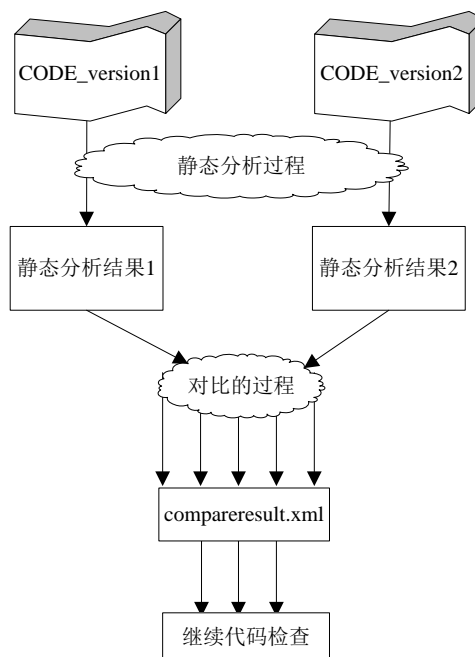 CODE_version1
CODE_version2
静态分析过程
静态分析结果1
静态分析结果2
对比的过程
compareresult.xml
继续代码检查